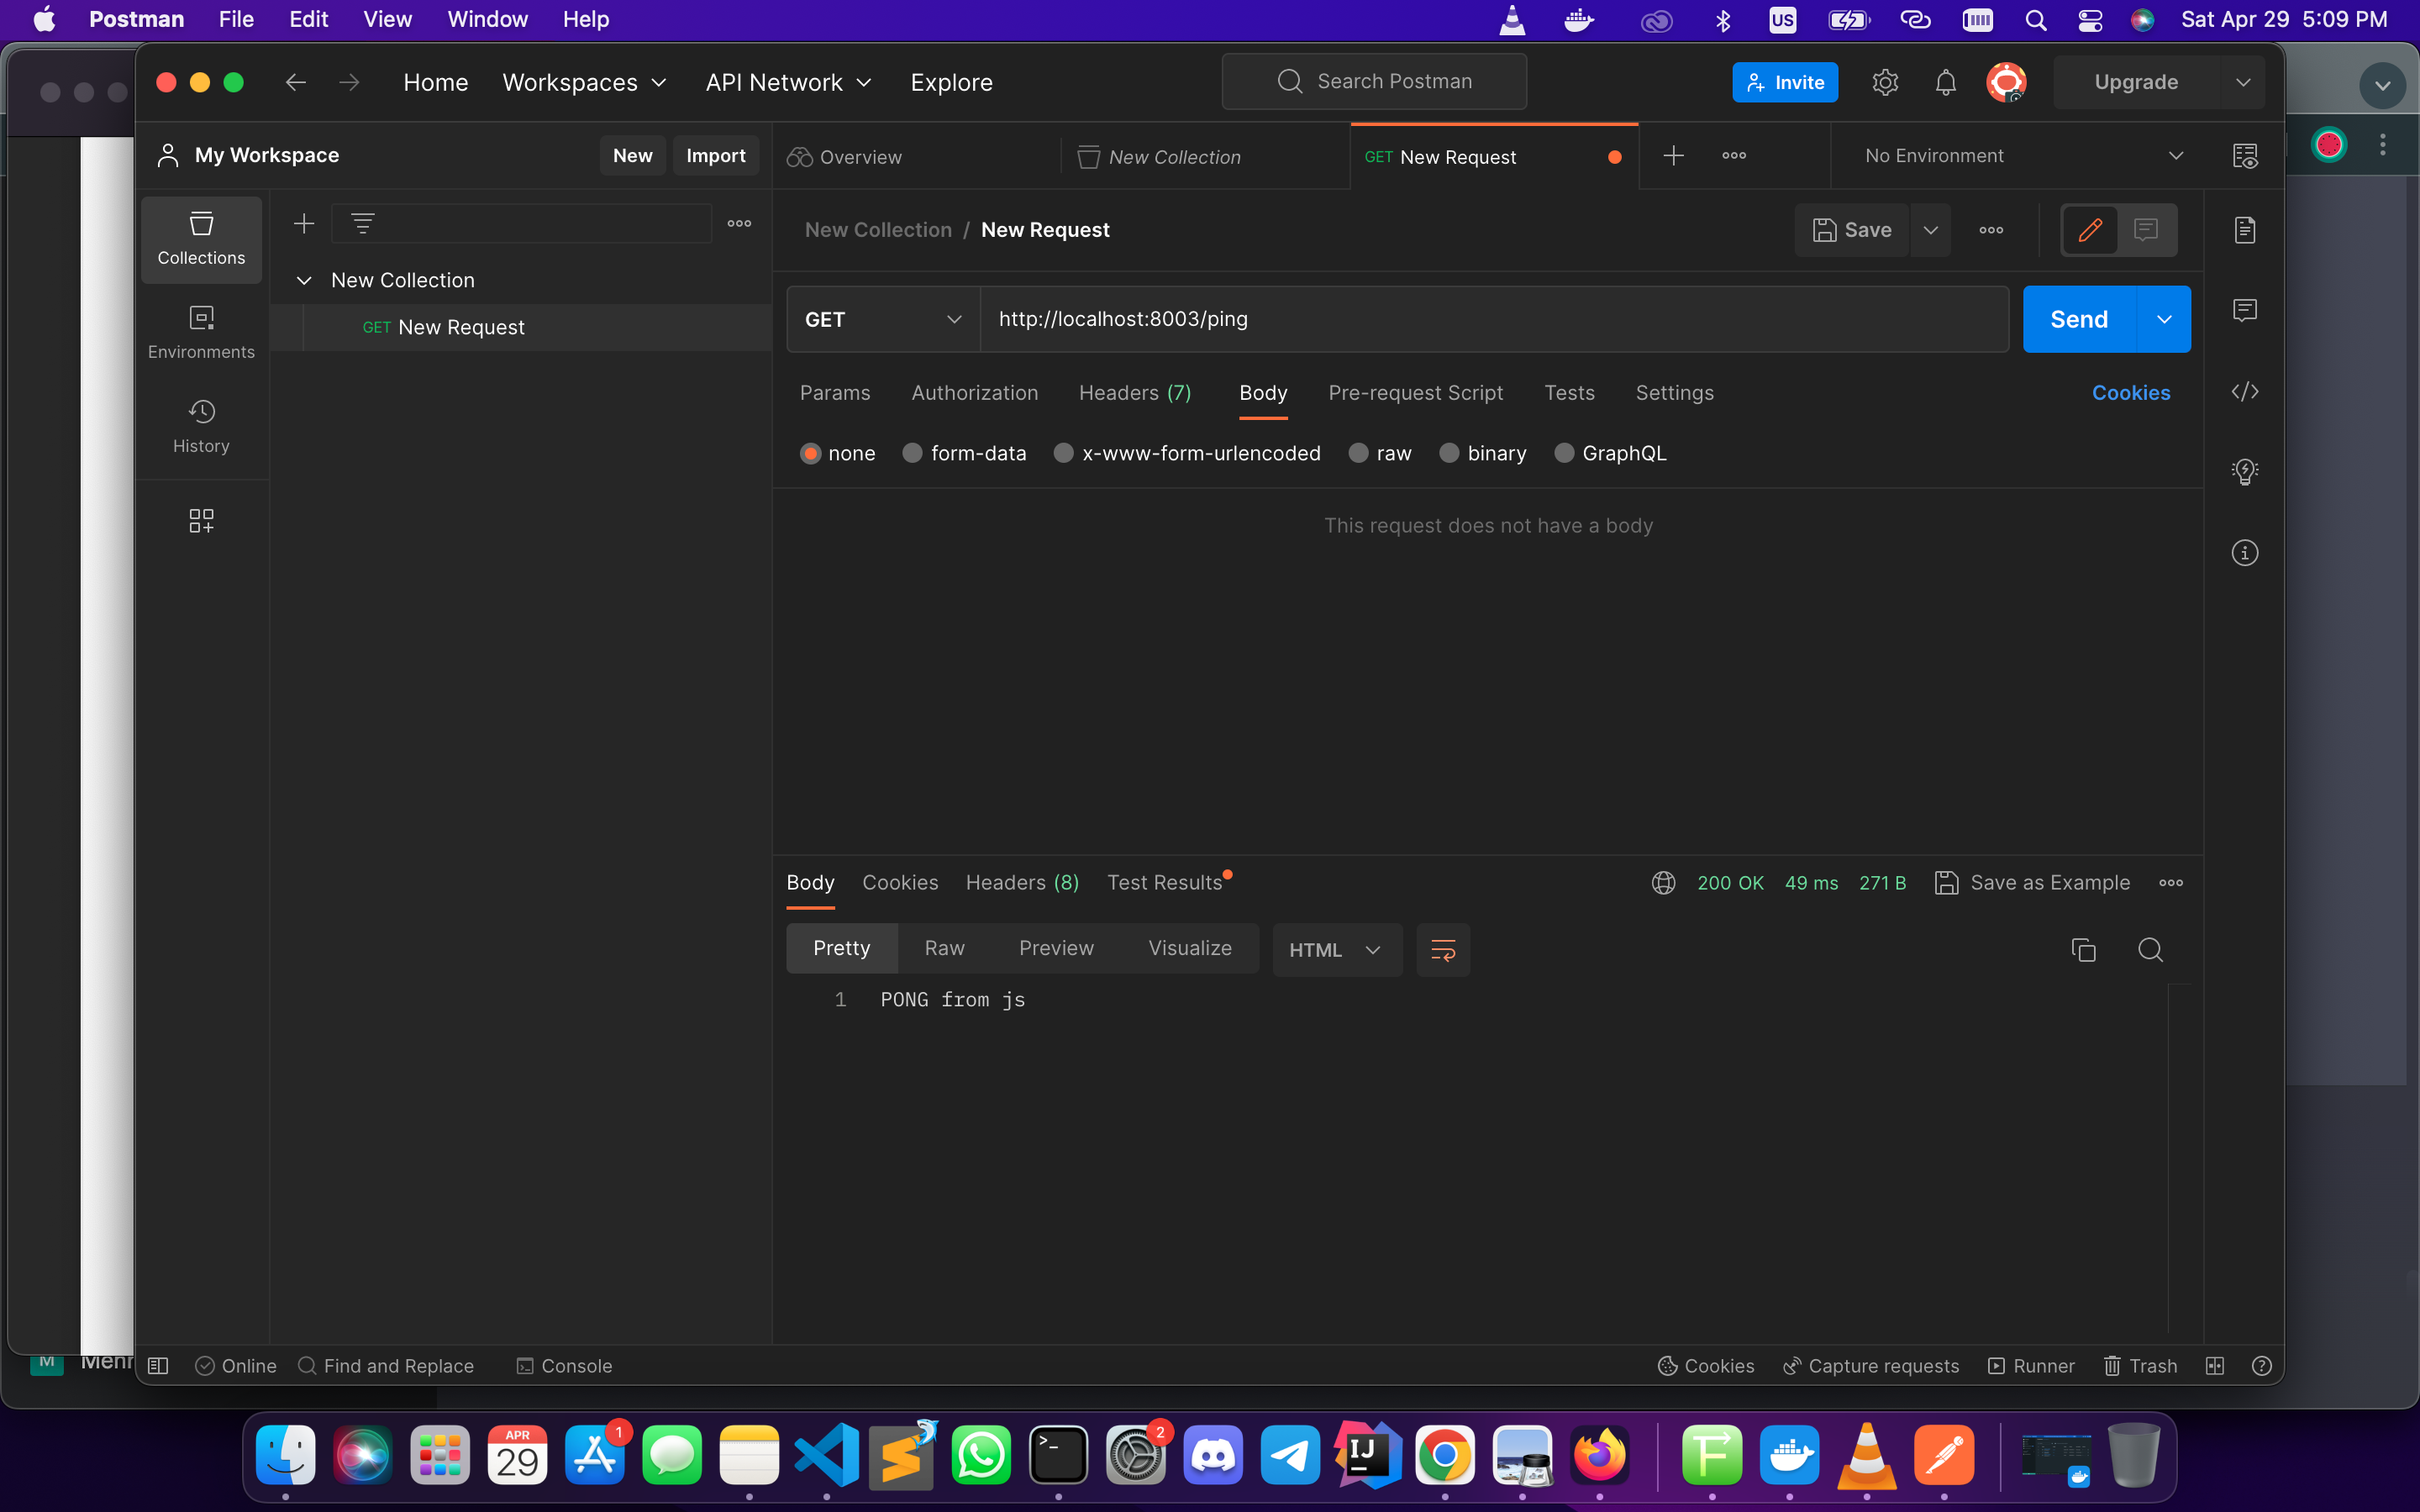 Postman File Edit View Window Help US Sat Apr 29 5:09 PM
Home Workspaces API Network Explore Search Postman Invite Upgrade
My Workspace New Import Overview New Collection GET New Request No Environment
Collections
Environments
History
New Collection
GET New Request
New Collection / New Request Save
GET http://localhost:8003/ping Send
Params Authorization Headers (7) Body Pre-request Script Tests Settings Cookies
none form-data x-www-form-urlencoded raw binary GraphQL
This request does not have a body
Body Cookies Headers (8) Test Results 200 OK 49 ms 271 B Save as Example
Pretty Raw Preview Visualize HTML
1 PONG from js
M
Online Find and Replace Console Cookies Capture requests Runner Trash
APR
29
1
2
IJ